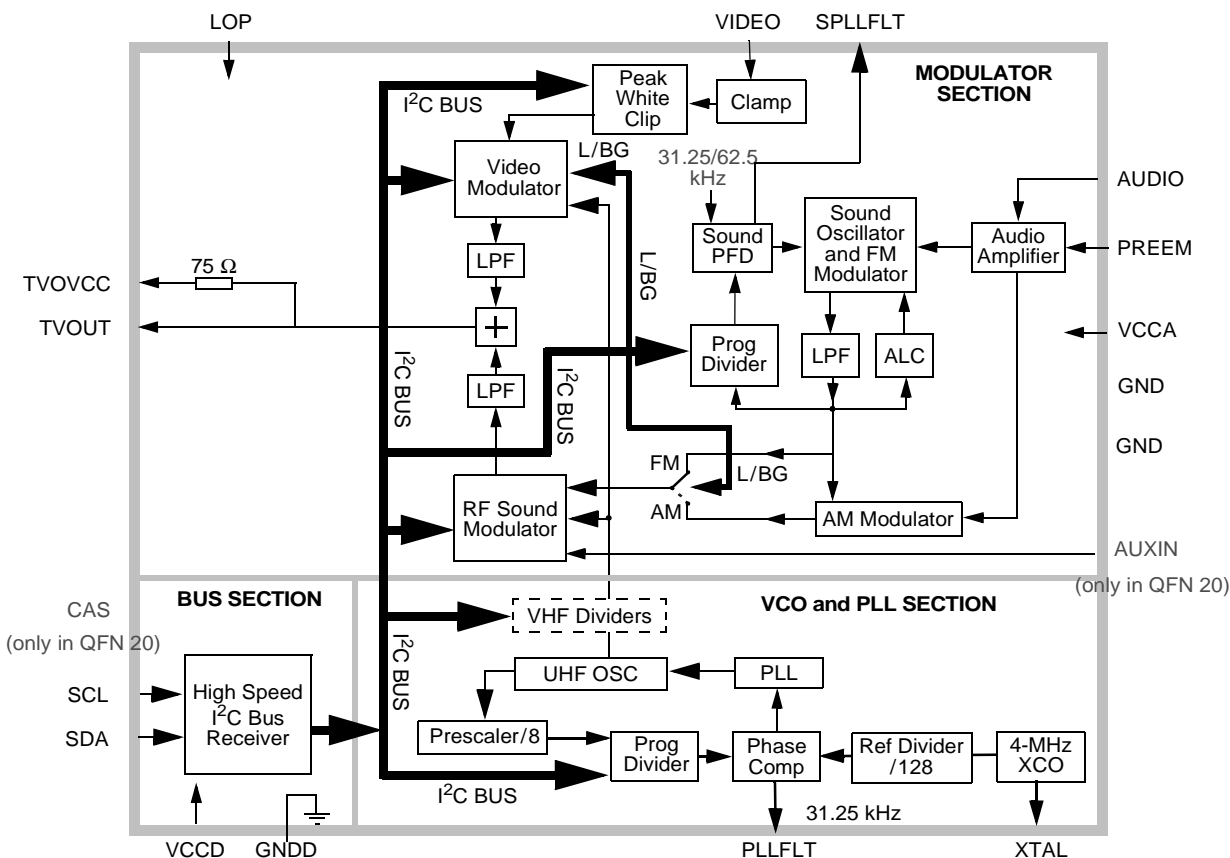 LOP
VIDEO
SPLLFLT
MODULATOR
SECTION
I²C BUS
Peak
White
Clip
Clamp
L/BG
31.25/62.5
kHz
Video
Modulator
Sound
PFD
Sound
Oscillator
and FM
Modulator
Audio
Amplifier
AUDIO
PREEM
VCCA
GND
GND
TVOVCC
75 Ω
TVOUT
LPF
+
LPF
L/BG
Prog
Divider
LPF
ALC
I²C BUS
I²C BUS
FM
L/BG
AM
RF Sound
Modulator
AM Modulator
AUXIN
(only in QFN 20)
BUS SECTION
VCO and PLL SECTION
CAS
(only in QFN 20)
SCL
SDA
High Speed
I²C Bus
Receiver
I²C BUS
VHF Dividers
UHF OSC
PLL
Prescaler/8
Prog
Divider
Phase
Comp
Ref Divider
/128
4-MHz
XCO
I²C BUS
31.25 kHz
VCCD
GNDD
PLLFLT
XTAL